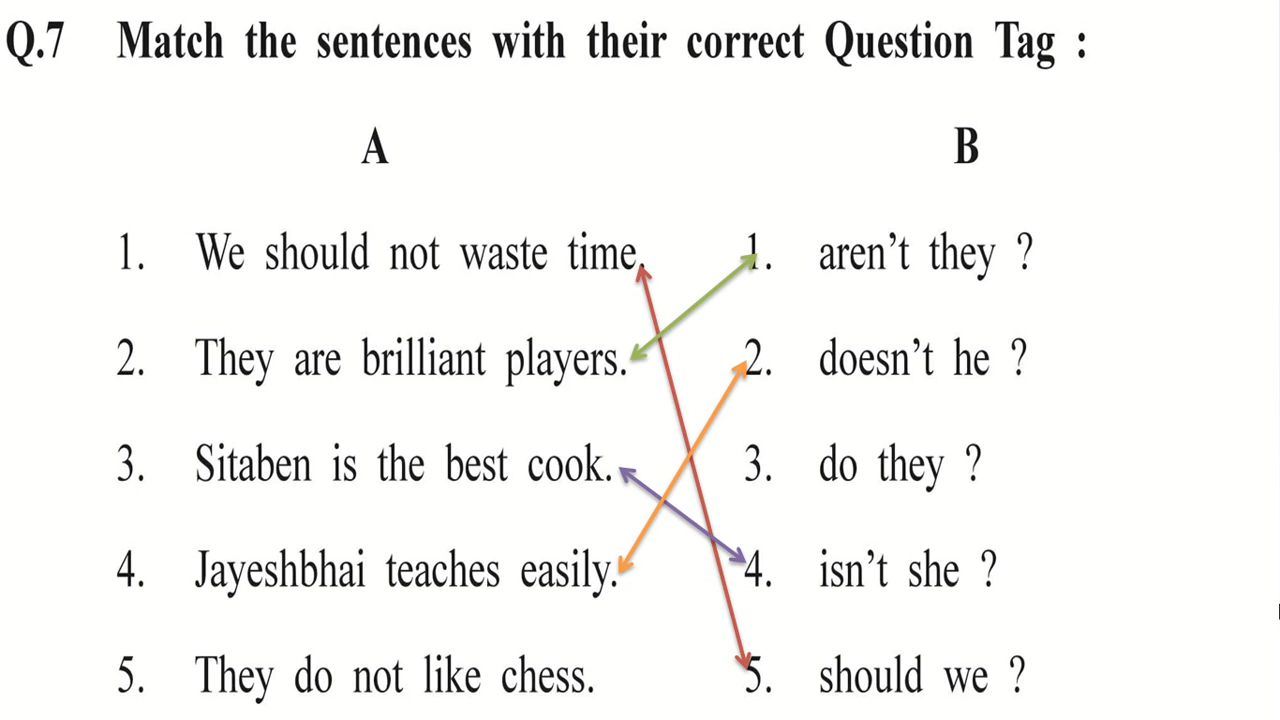 Q.7 Match the sentences with their correct Question Tag :
A B
1. We should not waste time. 1. aren’t they ?
2. They are brilliant players. 2. doesn’t he ?
3. Sitaben is the best cook. 3. do they ?
4. Jayeshbhai teaches easily. 4. isn’t she ?
5. They do not like chess. 5. should we ?